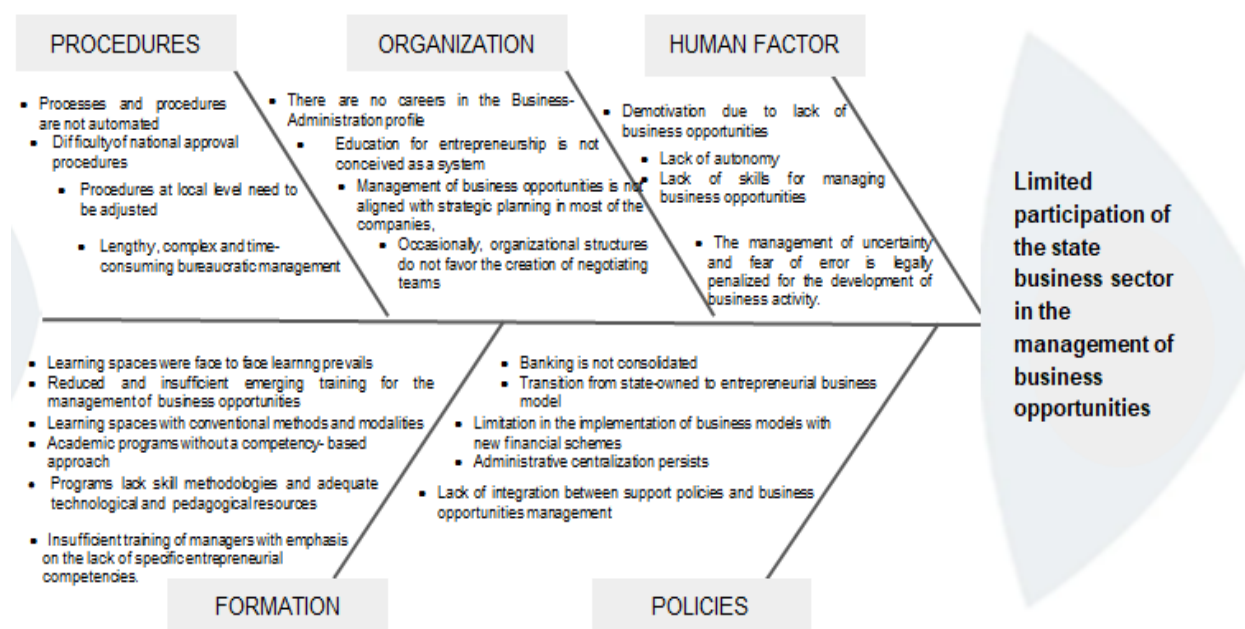 PROCEDURES
▪ Processes and procedures
are not automated
▪ Difficulty of national approval
procedures
▪ Procedures at local level need to
be adjusted
▪ Lengthy, complex and time-
consuming bureaucratic management
ORGANIZATION
▪ There are no careers in the Business-
Administration profile
▪ Education for entrepreneurship is not
conceived as a system
▪ Management of business opportunities is not
aligned with strategic planning in most of the
companies,
▪ Occasionally, organizational structures
do not favor the creation of negotiating
teams
HUMAN FACTOR
▪ Demotivation due to lack of
business opportunities
▪ Lack of autonomy
▪ Lack of skills for managing
business opportunities
▪ The management of uncertainty
and fear of error is legally
penalized for the development of
business activity.
Limited
participation of
the state
business sector
in the
management of
business
opportunities
▪ Learning spaces were face to face learnng prevails
▪ Reduced and insufficient emerging training for the
management of business opportunities
▪ Learning spaces with conventional methods and modalities
▪ Academic programs without a competency- based
approach
▪ Programs lack skill methodologies and adequate
technological and pedagogical resources
▪ Insufficient training of managers with emphasis
on the lack of specific entrepreneurial
competencies.
FORMATION
▪ Banking is not consolidated
▪ Transition from state-owned to entrepreneurial business
model
▪ Limitation in the implementation of business models with
new financial schemes
▪ Administrative centralization persists
▪ Lack of integration between support policies and business
opportunities management
POLICIES